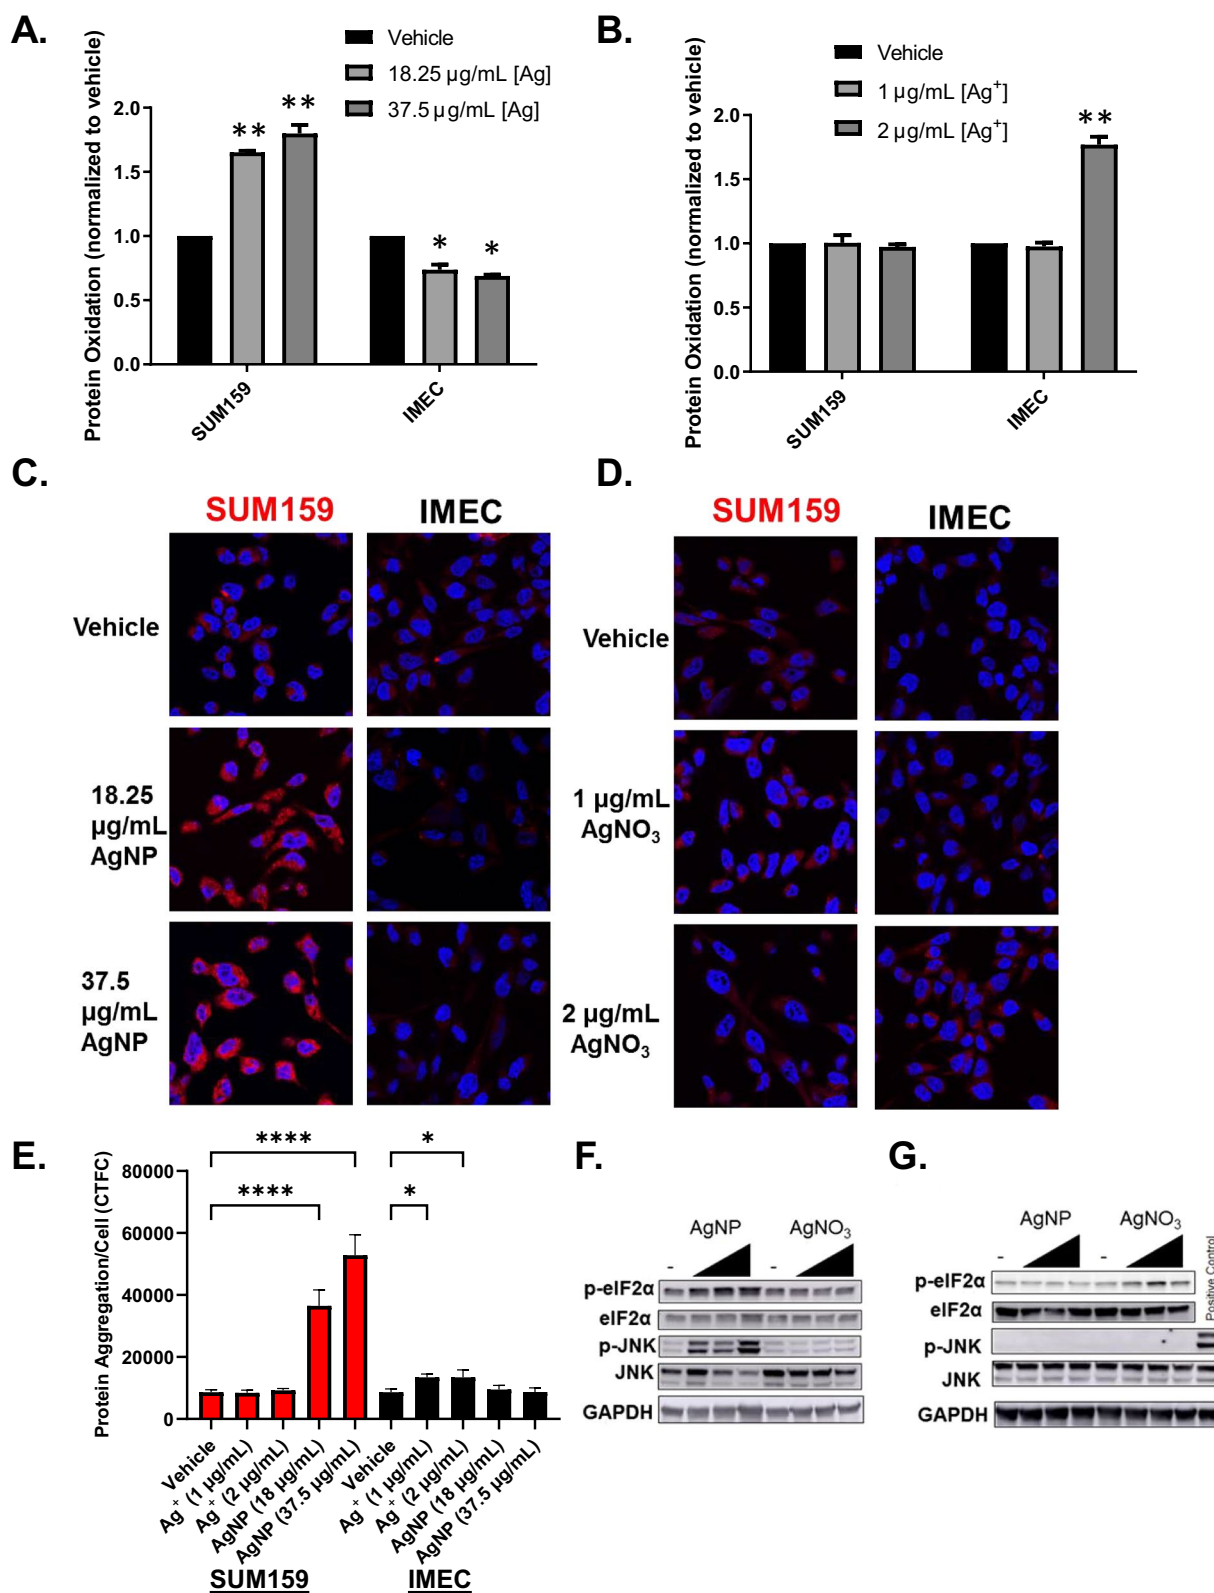 A.
Protein Oxidation (normalized to vehicle)
Vehicle
18.25 µg/mL [Ag]
37.5 µg/mL [Ag]
2.0
1.5
1.0
0.5
0.0
**
**
*
*
SUM159
IMEC
B.
Protein Oxidation (normalized to vehicle)
Vehicle
1 µg/mL [Ag⁺]
2 µg/mL [Ag⁺]
2.0
1.5
1.0
0.5
0.0
**
SUM159
IMEC
C.
SUM159 IMEC
Vehicle
18.25
µg/mL
AgNP
37.5
µg/mL
AgNP
D.
SUM159 IMEC
Vehicle
1 µg/mL
AgNO₃
2 µg/mL
AgNO₃
E.
Protein Aggregation/Cell (CTFC)
80000
60000
40000
20000
0
****
****
*
*
Vehicle
Ag⁺ (1 µg/mL)
Ag⁺ (2 µg/mL)
AgNP (18 µg/mL)
AgNP (37.5 µg/mL)
Vehicle
Ag⁺ (1 µg/mL)
Ag⁺ (2 µg/mL)
AgNP (18 µg/mL)
AgNP (37.5 µg/mL)
SUM159
IMEC
F.
AgNP AgNO₃
- -
p-eIF2α
eIF2α
p-JNK
JNK
GAPDH
G.
AgNP AgNO₃
- -
Positive Control
p-eIF2α
eIF2α
p-JNK
JNK
GAPDH